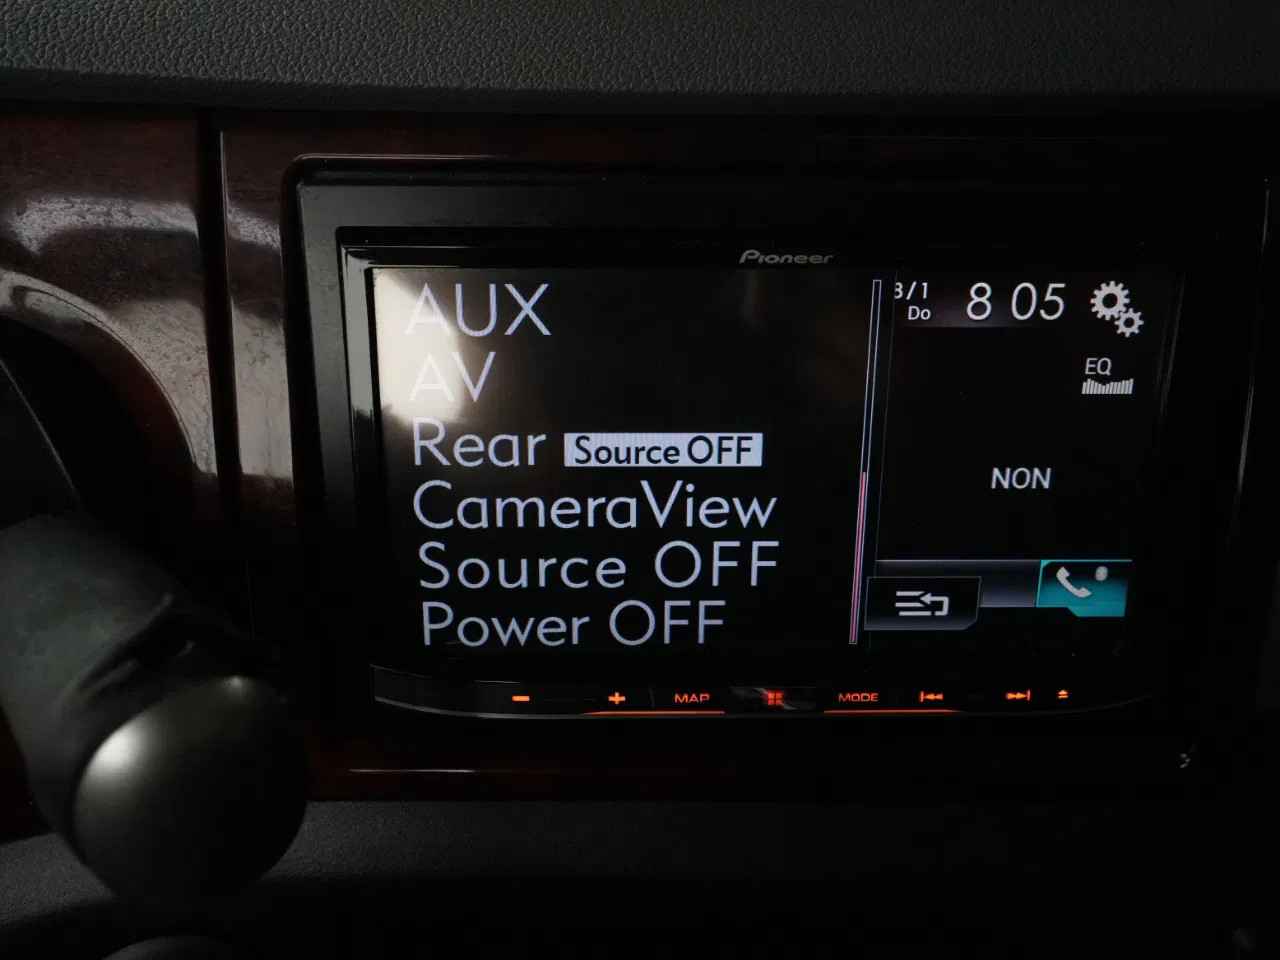 Pioneer
AUX
AV
Rear Source OFF
CameraView
Source OFF
Power OFF
3/1
Do
8 05
EQ
NON
- + MAP MODE